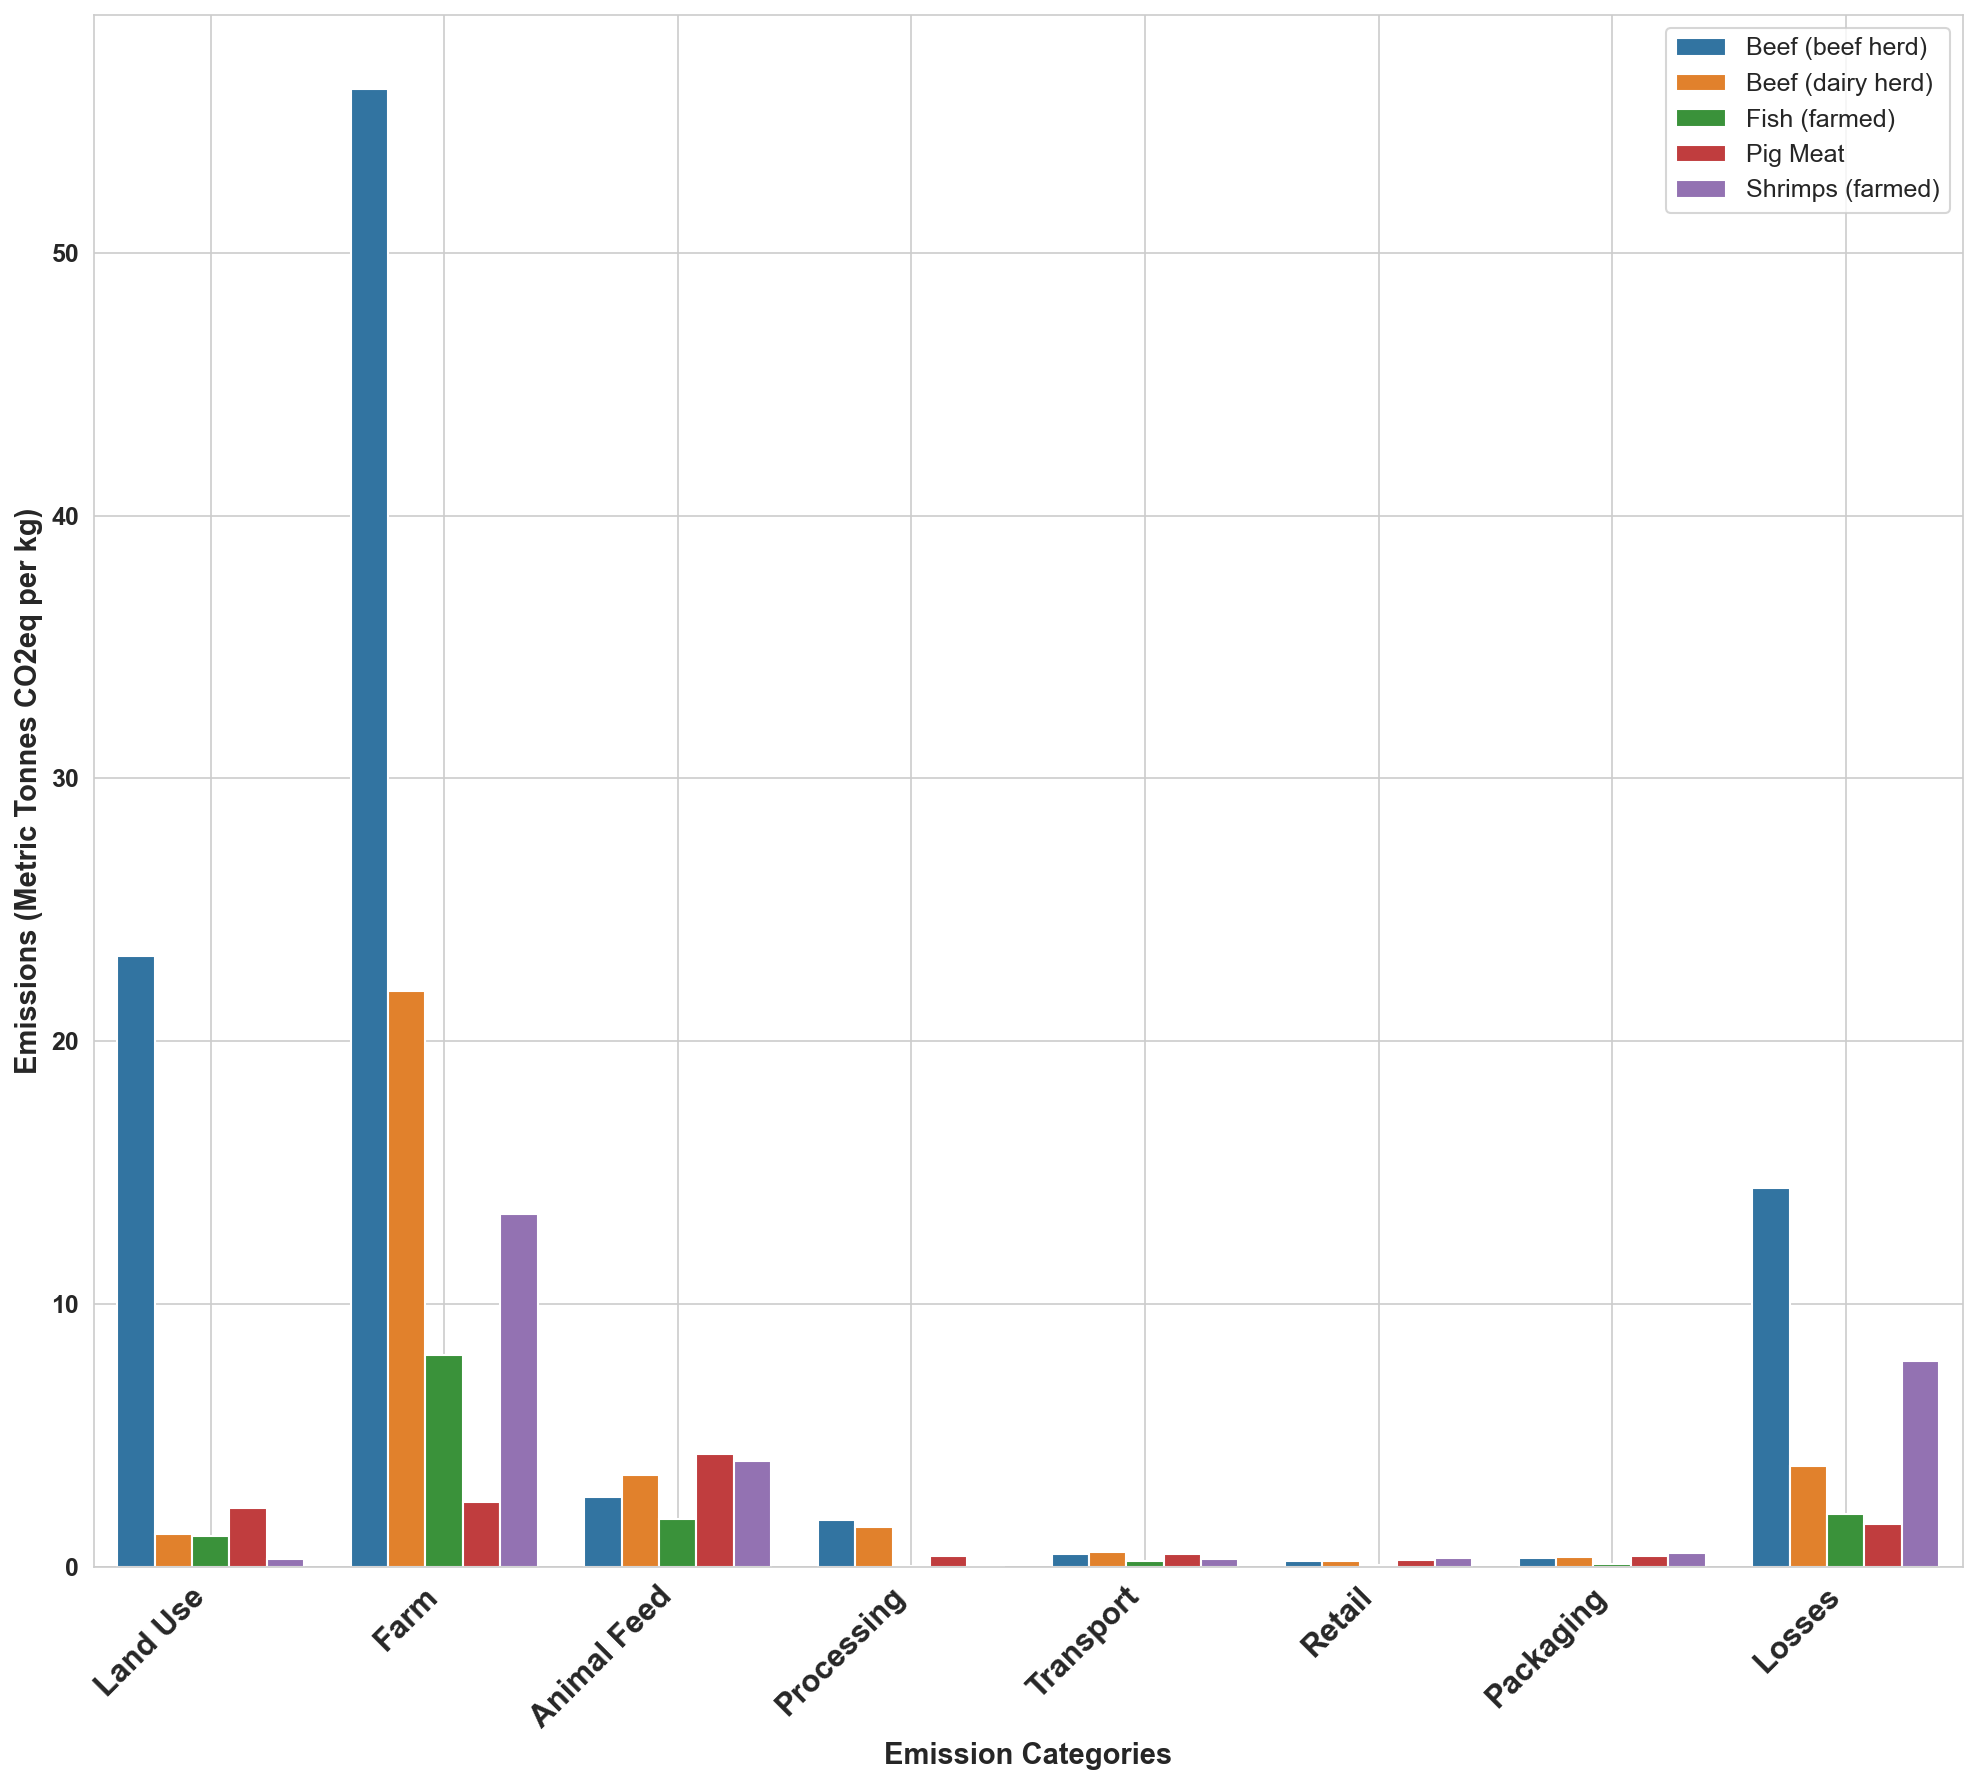 Beef (beef herd)
Beef (dairy herd)
Fish (farmed)
Pig Meat
Shrimps (farmed)
Emissions (Metric Tonnes CO2eq per kg)
50
40
30
20
10
0
Land Use
Farm
Animal Feed
Processing
Transport
Retail
Packaging
Losses
Emission Categories